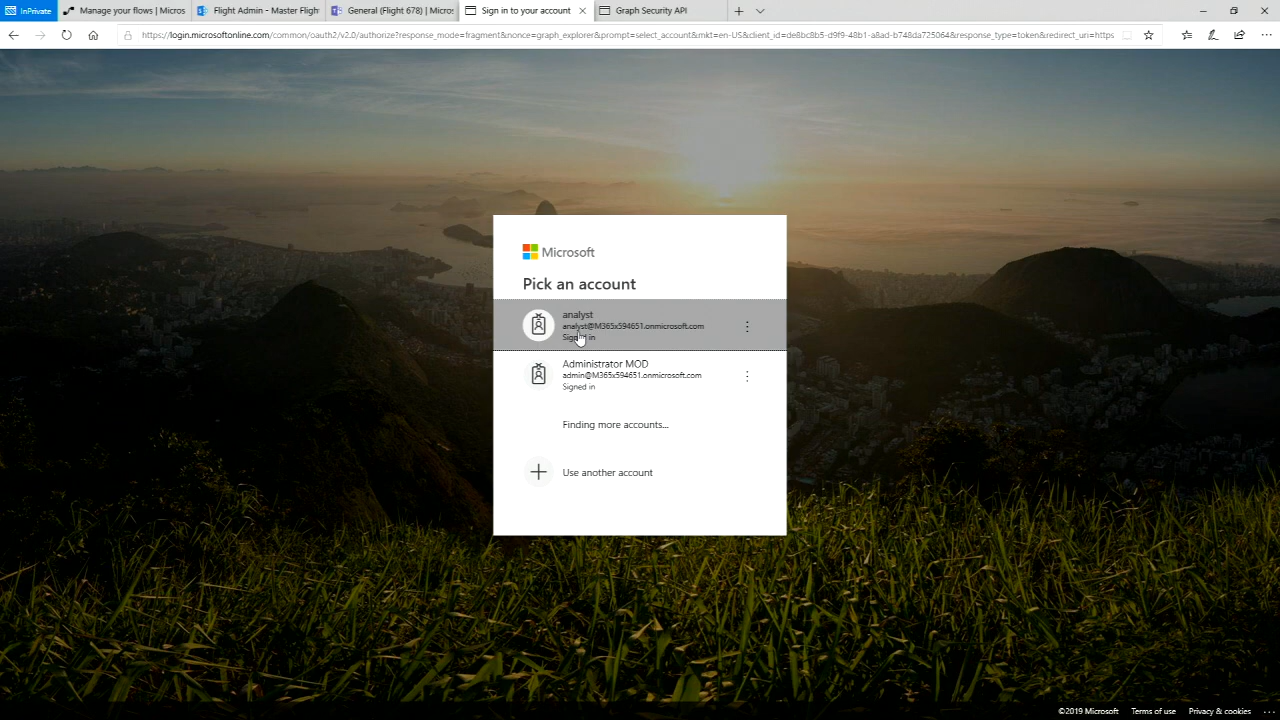 InPrivate
Manage your flows | Micros
Flight Admin - Master Flight
General (Flight 678) | Micros
Sign in to your account
Graph Security API
https://login.microsoftonline.com/common/oauth2/v2.0/authorize?response_mode=fragment&nonce=graph_explorer&prompt=select_account&mkt=en-US&client_id=de8bc8b5-d9f9-48b1-a8ad-b748da725064&response_type=token&redirect_uri=https
Microsoft
Pick an account
analyst
analyst@M365x594651.onmicrosoft.com
Signed in
Administrator MOD
admin@M365x594651.onmicrosoft.com
Signed in
Finding more accounts...
Use another account
©2019 Microsoft Terms of use Privacy & cookies ...